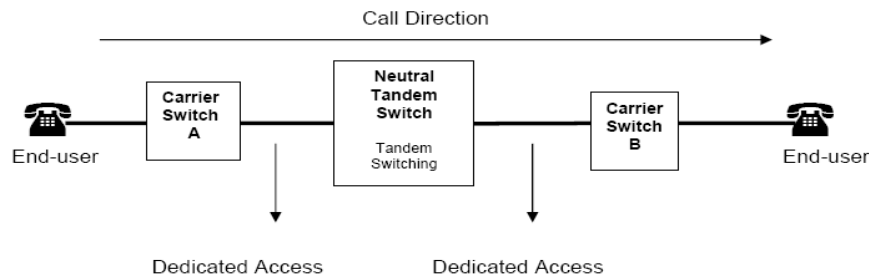 Call Direction
Neutral
Tandem
Switch
Tandem
Switching
Carrier
Switch
A
Carrier
Switch
B
End-user
End-user
Dedicated Access
Dedicated Access